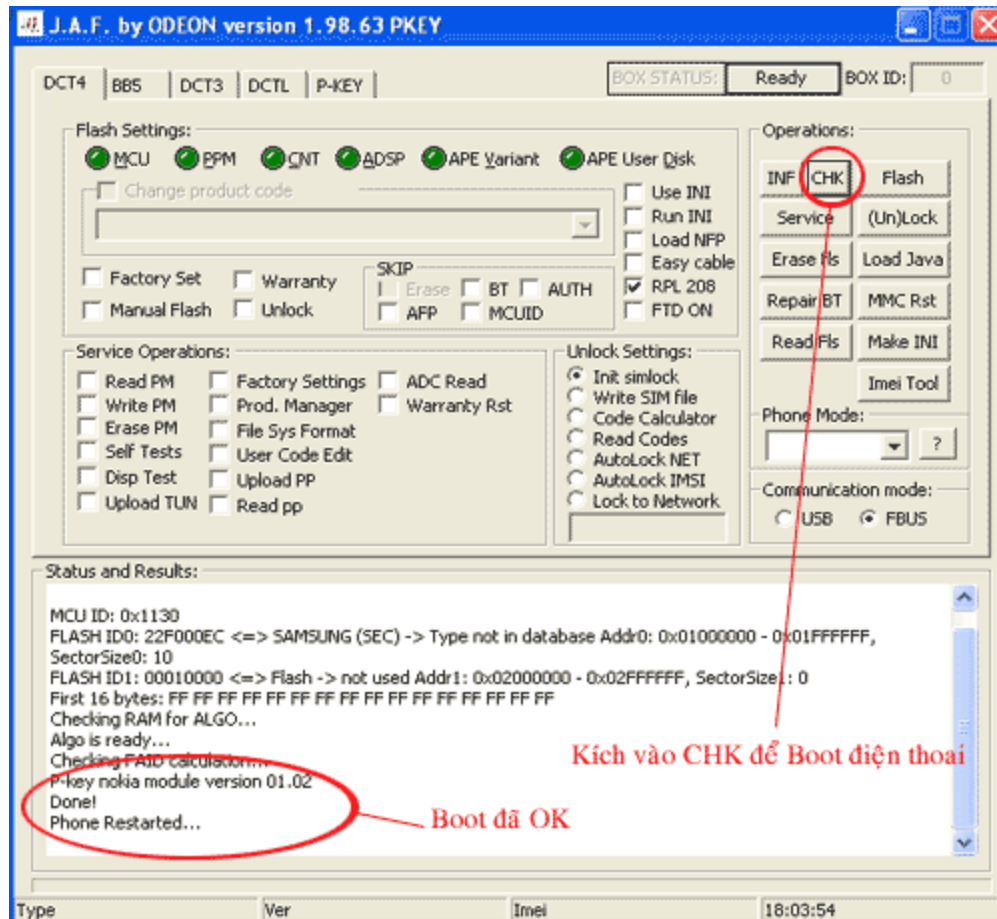 J.A.F. by ODEON version 1.98.63 PKEY
DCT4 BB5 DCT3 DCTL P-KEY
BOX STATUS: Ready BOX ID: 0
Flash Settings:
MCU PPM CNT ADSP APE Variant APE User Disk
Change product code
Use INI
Run INI
Load NFP
Easy cable
RPL 208
FTD ON
Factory Set Warranty
Manual Flash Unlock
SKIP
Erase BT AUTH
AFP MCUID
Operations:
INF CHK Flash
Service (Un)Lock
Erase fls Load Java
Repair BT MMC Rst
Read Fls Make INI
Imei Tool
Service Operations:
Read PM Factory Settings ADC Read
Write PM Prod. Manager Warranty Rst
Erase PM File Sys Format
Self Tests User Code Edit
Disp Test Upload PP
Upload TUN Read pp
Unlock Settings:
Init simlock
Write SIM file
Code Calculator
Read Codes
AutoLock NET
AutoLock IMSI
Lock to Network
Phone Mode:
?
Communication mode:
USB FBUS
Status and Results:
MCU ID: 0x1130
FLASH ID0: 22F000EC <=> SAMSUNG (SEC) -> Type not in database Addr0: 0x01000000 - 0x01FFFFFF,
SectorSize0: 10
FLASH ID1: 00010000 <=> Flash -> not used Addr1: 0x02000000 - 0x02FFFFFF, SectorSize1: 0
First 16 bytes: FF FF FF FF FF FF FF FF FF FF FF FF FF FF FF FF
Checking RAM for ALGO...
Algo is ready...
Checking FAID calculation...
P-key nokia module version 01.02
Done!
Phone Restarted...
Kích vào CHK để Boot điện thoại
Boot đã OK
Type Ver Imei 18:03:54